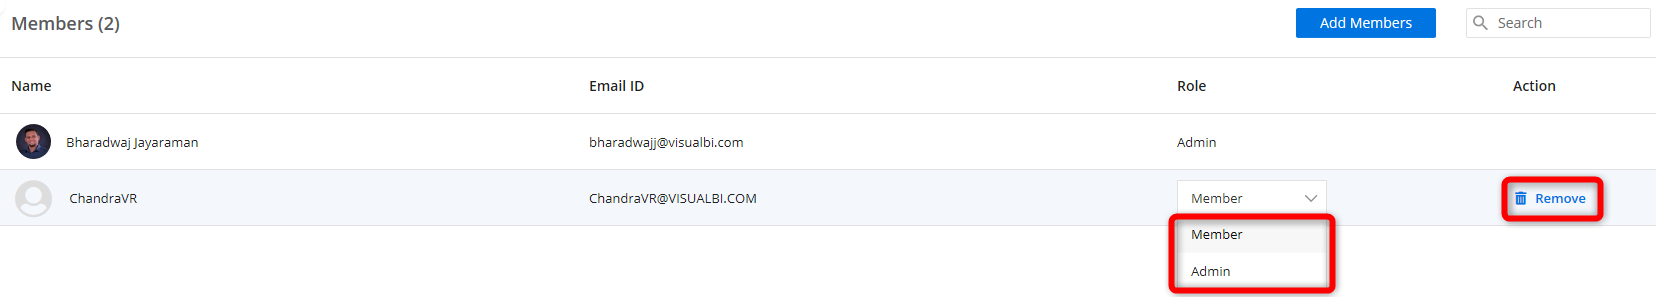 Members (2) Add Members Search
Name Email ID Role Action
Bharadwaj Jayaraman bharadwajj@visualbi.com Admin
ChandraVR ChandraVR@VISUALBI.COM Member Remove
Member
Admin